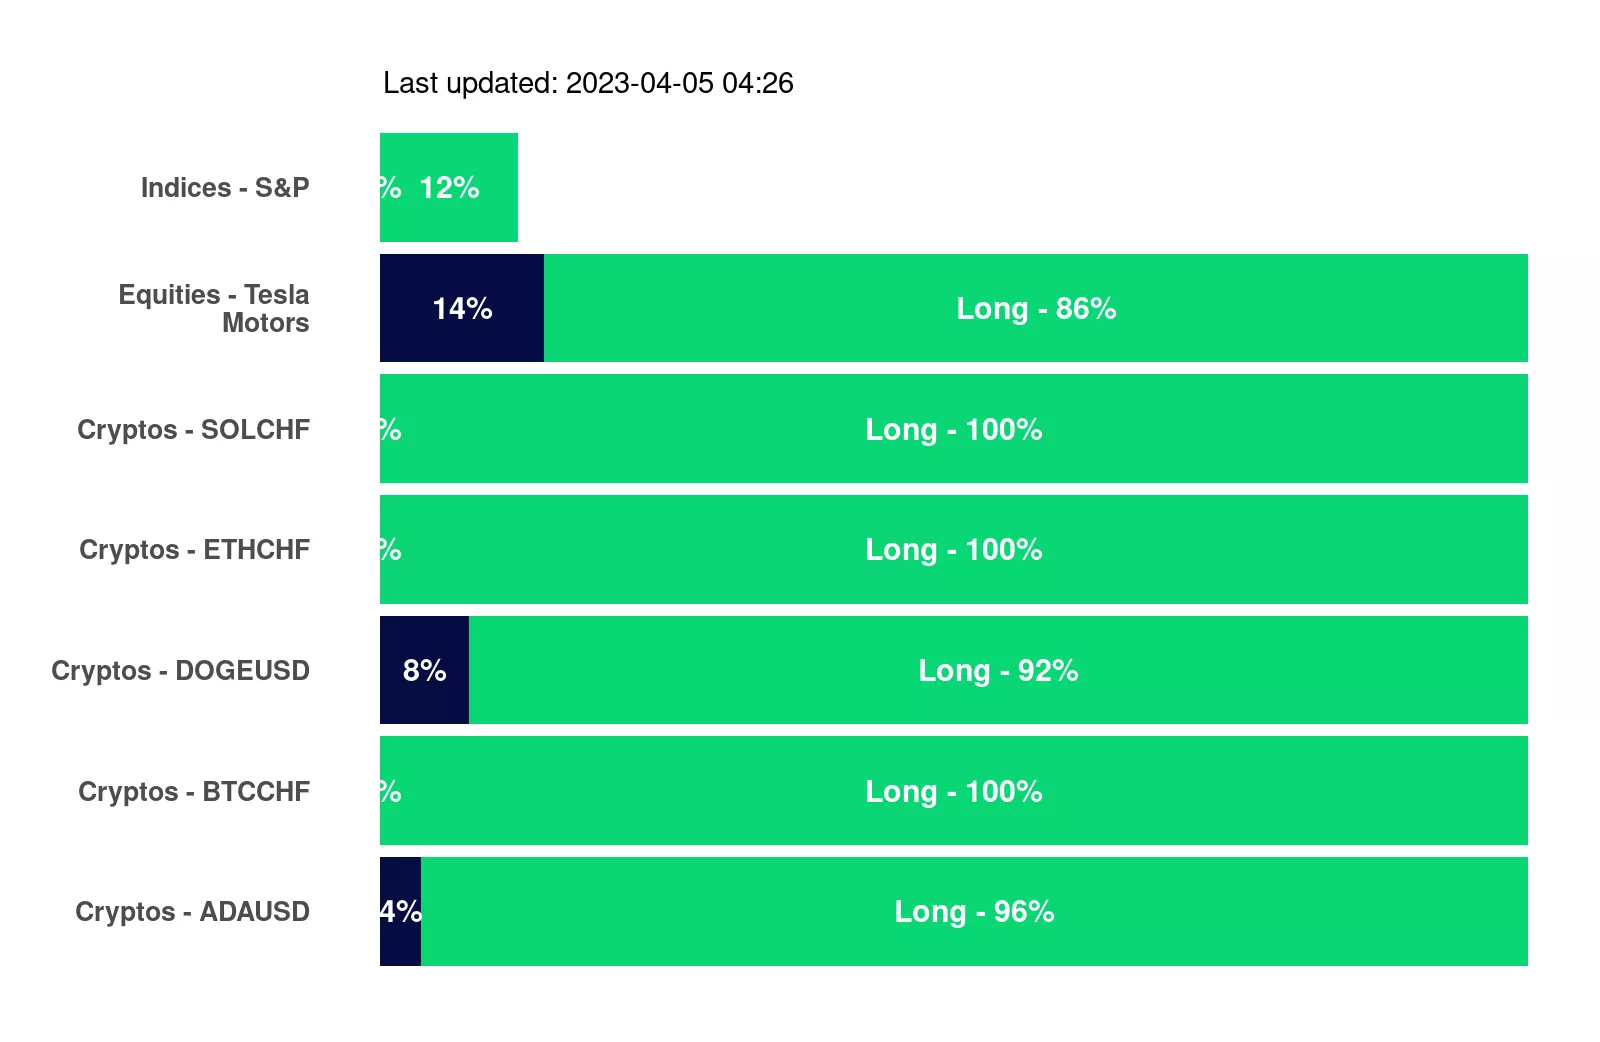 Last updated: 2023-04-05 04:26
Indices - S&P
% 12%
Equities - Tesla
Motors
14% Long - 86%
Cryptos - SOLCHF
% Long - 100%
Cryptos - ETHCHF
% Long - 100%
Cryptos - DOGEUSD
8% Long - 92%
Cryptos - BTCCHF
% Long - 100%
Cryptos - ADAUSD
4% Long - 96%